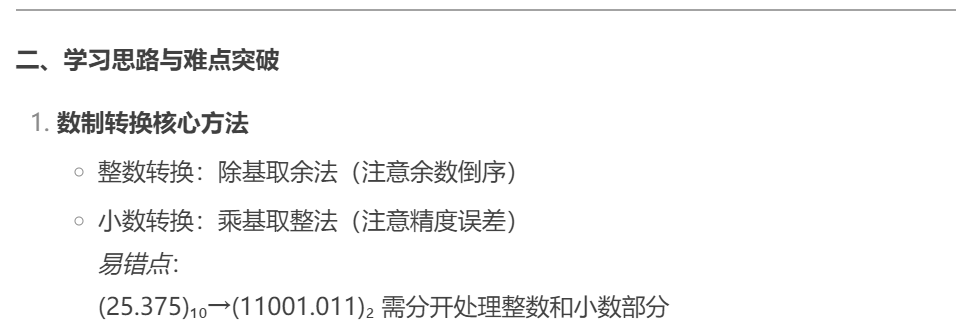 二、学习思路与难点突破
1. 数制转换核心方法
○ 整数转换：除基取余法（注意余数倒序）
○ 小数转换：乘基取整法（注意精度误差）
易错点：
(25.375)₁₀→(11001.011)₂ 需分开处理整数和小数部分